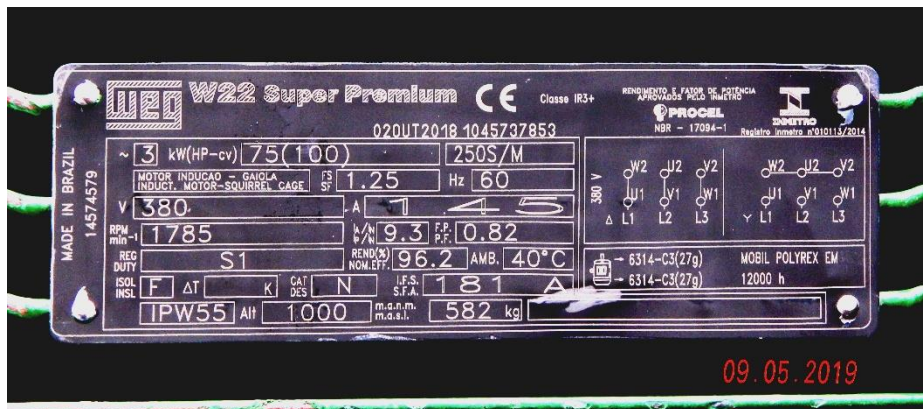 WEG W22 Super Premium CE Classe IR3+
RENDIMENTO E FATOR DE POTÊNCIA
APROVADOS PELO INMETRO
PROCEL
NBR - 17094-1
INMETRO
Registro Inmetro nº010113/2014
02OUT2018 1045737853
MADE IN BRAZIL
14574579
~ 3 kW(HP-cv) 75(100) 250S/M
MOTOR INDUCAO - GAIOLA
INDUCT. MOTOR-SQUIRREL CAGE
FS SF 1.25 Hz 60
V 380 A 145
RPM min-1 1785 IA/IN IP/IN 9.3 F.P. P.F. 0.82
REG DUTY S1 REND(%) NOM.EFF. 96.2 AMB. 40°C
ISOL INSL F ΔT K CAT DES N I.F.S. S.F.A. 181 A
IPW55 Alt 1000 m.a.n.m. m.a.s.l. 582 kg
380 V
W2 U2 V2 W2 U2 V2
U1 V1 W1 U1 V1 W1
Δ L1 L2 L3 Y L1 L2 L3
→ 6314-C3(27g) MOBIL POLYREX EM
→ 6314-C3(27g) 12000 h
09.05.2019